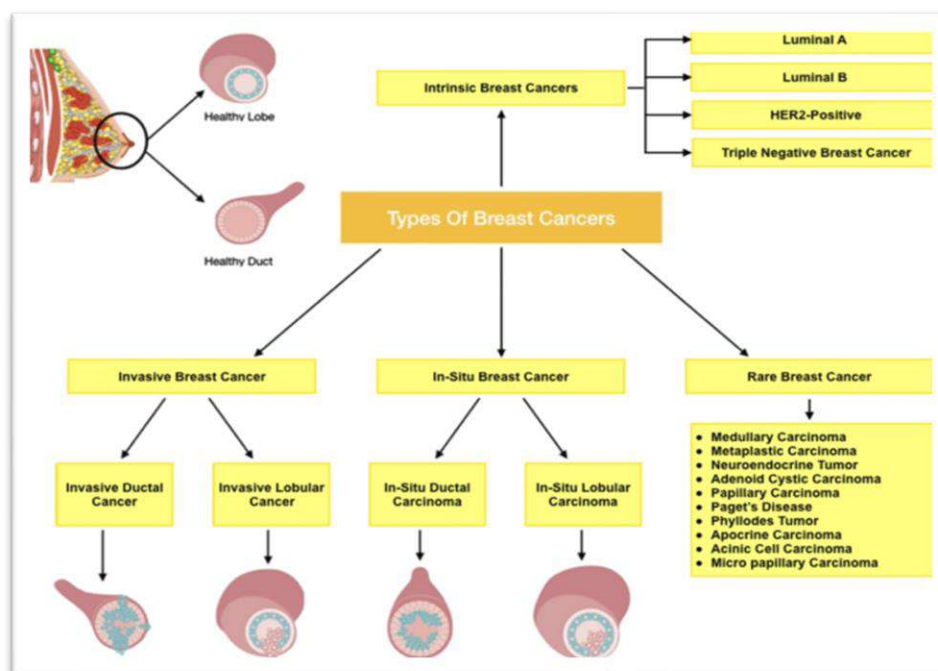 Healthy Lobe
Healthy Duct
Intrinsic Breast Cancers
Luminal A
Luminal B
HER2-Positive
Triple Negative Breast Cancer
Types Of Breast Cancers
Invasive Breast Cancer
In-Situ Breast Cancer
Rare Breast Cancer
Invasive Ductal
Cancer
Invasive Lobular
Cancer
In-Situ Ductal
Carcinoma
In-Situ Lobular
Carcinoma
• Medullary Carcinoma
• Metaplastic Carcinoma
• Neuroendocrine Tumor
• Adenoid Cystic Carcinoma
• Papillary Carcinoma
• Paget's Disease
• Phyllodes Tumor
• Apocrine Carcinoma
• Acinic Cell Carcinoma
• Micro papillary Carcinoma